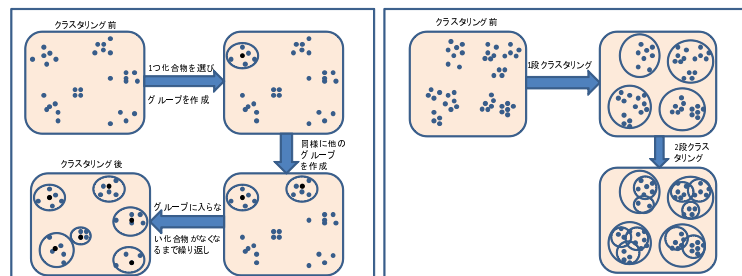 クラスタリング前
1つ化合物を選び
グループを作成
同様に他の
グループ
を作成
クラスタリング後
グループに入らな
い化合物がなくな
るまで繰り返し
クラスタリング前
1段クラスタリング
2段クラス
タリング